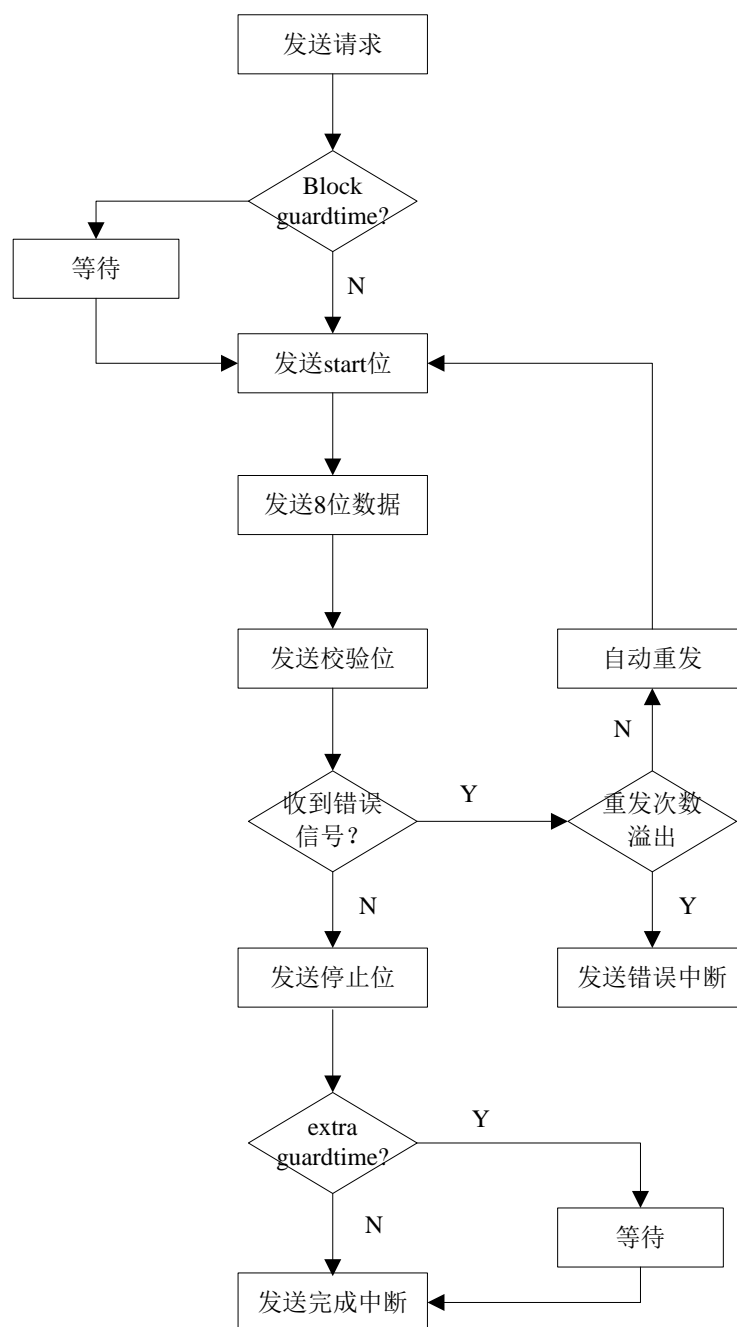 发送请求
Block
guardtime?
等待
N
发送start位
发送8位数据
发送校验位
自动重发
N
收到错误
信号？
Y
重发次数
溢出
N
Y
发送停止位
发送错误中断
extra
guardtime?
Y
N
等待
发送完成中断